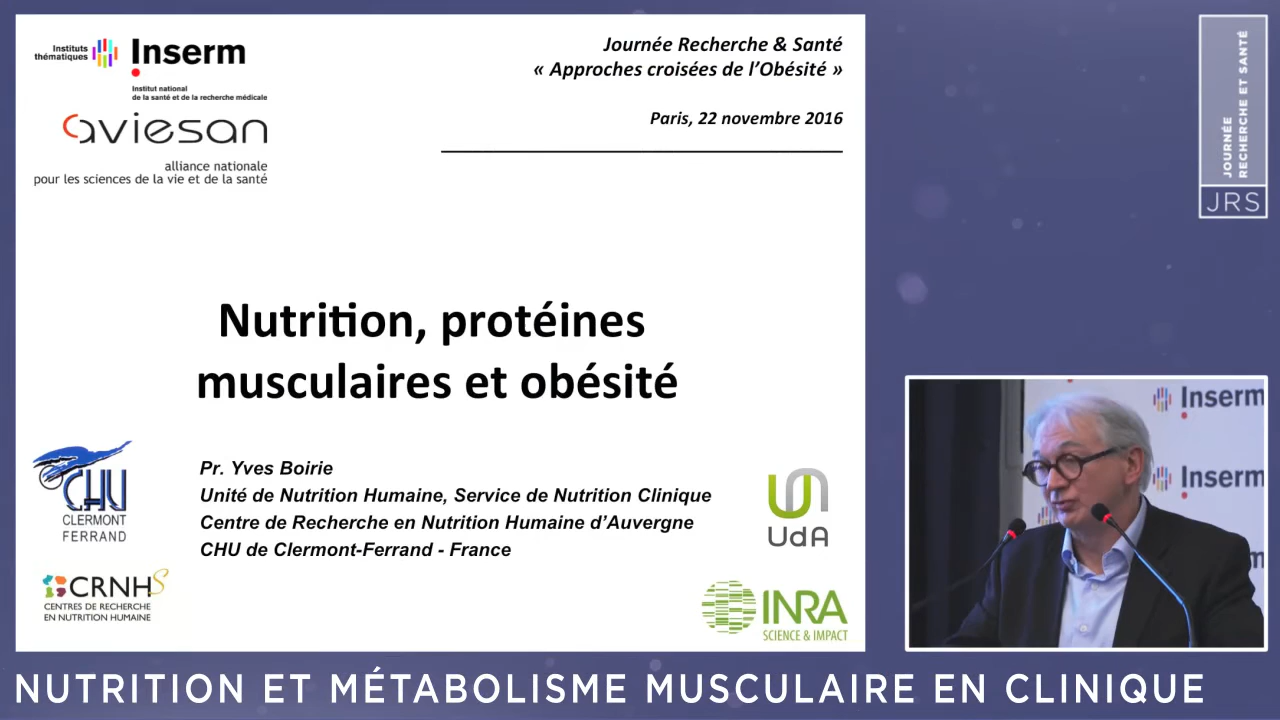 Instituts
thématiques
Inserm
Institut national
de la santé et de la recherche médicale
aviesan
alliance nationale
pour les sciences de la vie et de la santé
Journée Recherche & Santé
« Approches croisées de l’Obésité »
Paris, 22 novembre 2016
Nutrition, protéines
musculaires et obésité
CHU
CLERMONT
FERRAND
Pr. Yves Boirie
Unité de Nutrition Humaine, Service de Nutrition Clinique
Centre de Recherche en Nutrition Humaine d’Auvergne
CHU de Clermont-Ferrand - France
UdA
CRNHS
CENTRES DE RECHERCHE
EN NUTRITION HUMAINE
INRA
SCIENCE & IMPACT
JOURNÉE
RECHERCHE ET SANTÉ
JRS
Inserm
Inserm
NUTRITION ET MÉTABOLISME MUSCULAIRE EN CLINIQUE